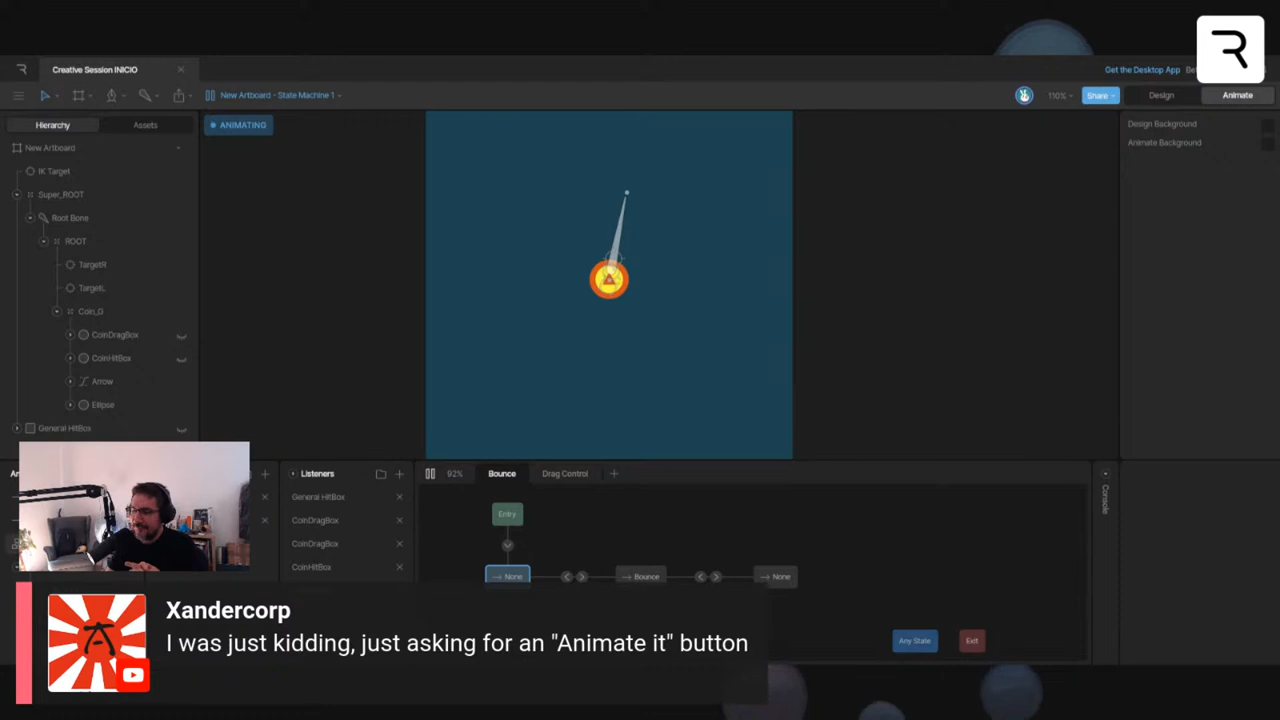 Creative Session INICIO
Get the Desktop App
New Artboard - State Machine 1
110%
Share
Design
Animate
Hierarchy
Assets
ANIMATING
Design Background
Animate Background
New Artboard
IK Target
Super_ROOT
Root Bone
ROOT
TargetR
TargetL
Coin_D
CoinDragBox
CoinHitBox
Arrow
Ellipse
General HitBox
Listeners
92%
Bounce
Drag Control
Console
General HitBox
CoinDragBox
CoinDragBox
CoinHitBox
Entry
None
Bounce
None
Any State
Exit
Xandercorp
I was just kidding, just asking for an "Animate it" button